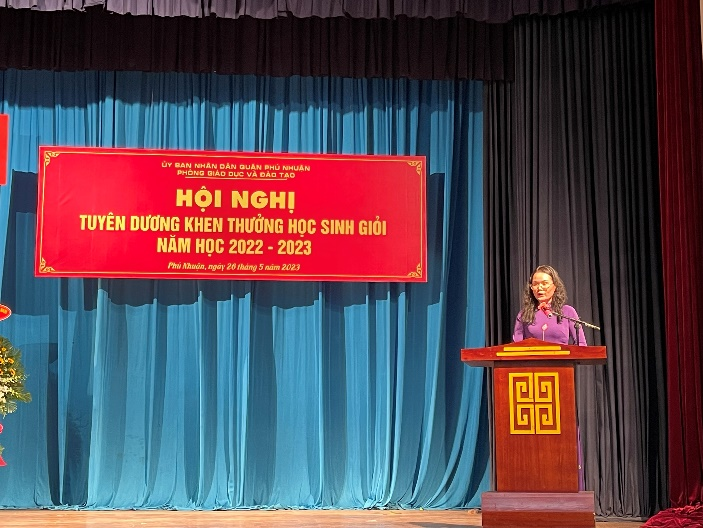 ỦY BAN NHÂN DÂN QUẬN PHÚ NHUẬN
PHÒNG GIÁO DỤC VÀ ĐÀO TẠO
HỘI NGHỊ
TUYÊN DƯƠNG KHEN THƯỞNG HỌC SINH GIỎI
NĂM HỌC 2022 - 2023
Phú Nhuận, ngày 26 tháng 5 năm 2023